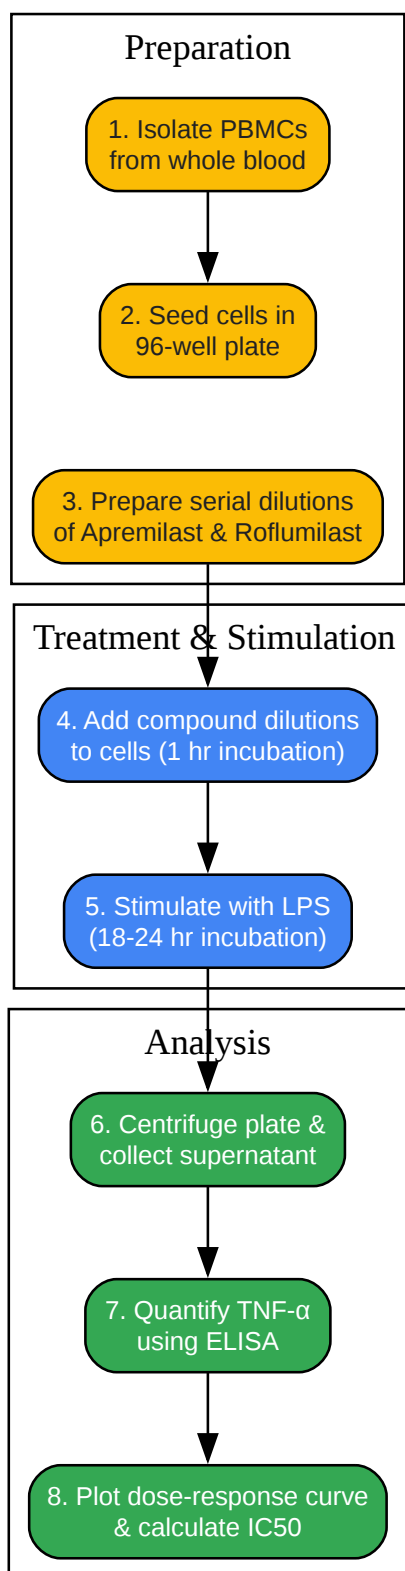 Preparation
1. Isolate PBMCs
from whole blood
2. Seed cells in
96-well plate
3. Prepare serial dilutions
of Apremilast & Roflumilast
Treatment & Stimulation
4. Add compound dilutions
to cells (1 hr incubation)
5. Stimulate with LPS
(18-24 hr incubation)
Analysis
6. Centrifuge plate &
collect supernatant
7. Quantify TNF-α
using ELISA
8. Plot dose-response curve
& calculate IC50